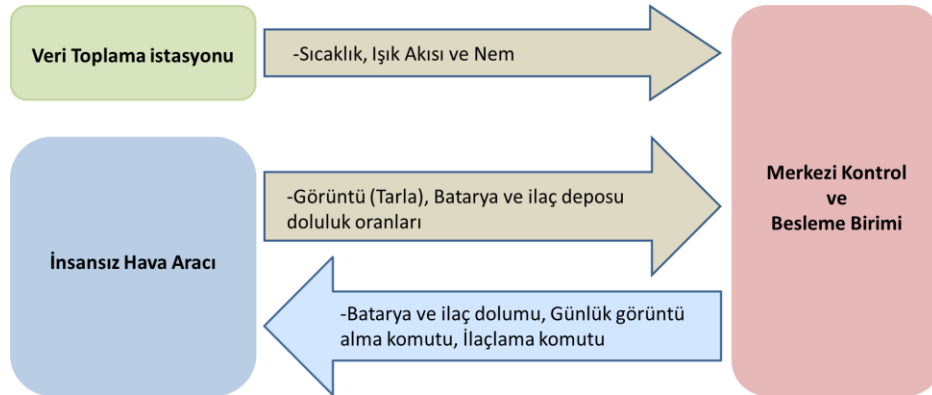 Veri Toplama istasyonu
-Sıcaklık, Işık Akısı ve Nem
İnsansız Hava Aracı
-Görüntü (Tarla), Batarya ve ilaç deposu
doluluk oranları
-Batarya ve ilaç dolumu, Günlük görüntü
alma komutu, İlaçlama komutu
Merkezi Kontrol
ve
Besleme Birimi